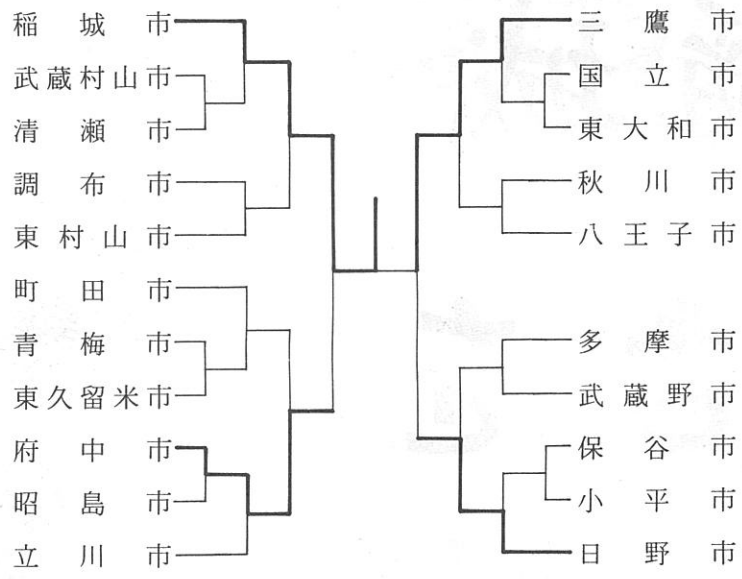 稲城市
武蔵村山市
清瀬市
調布市
東村山市
町田市
青梅市
東久留米市
府中市
昭島市
立川市
三鷹市
国立市
東大和市
秋川市
八王子市
多摩市
武蔵野市
保谷市
小平市
日野市